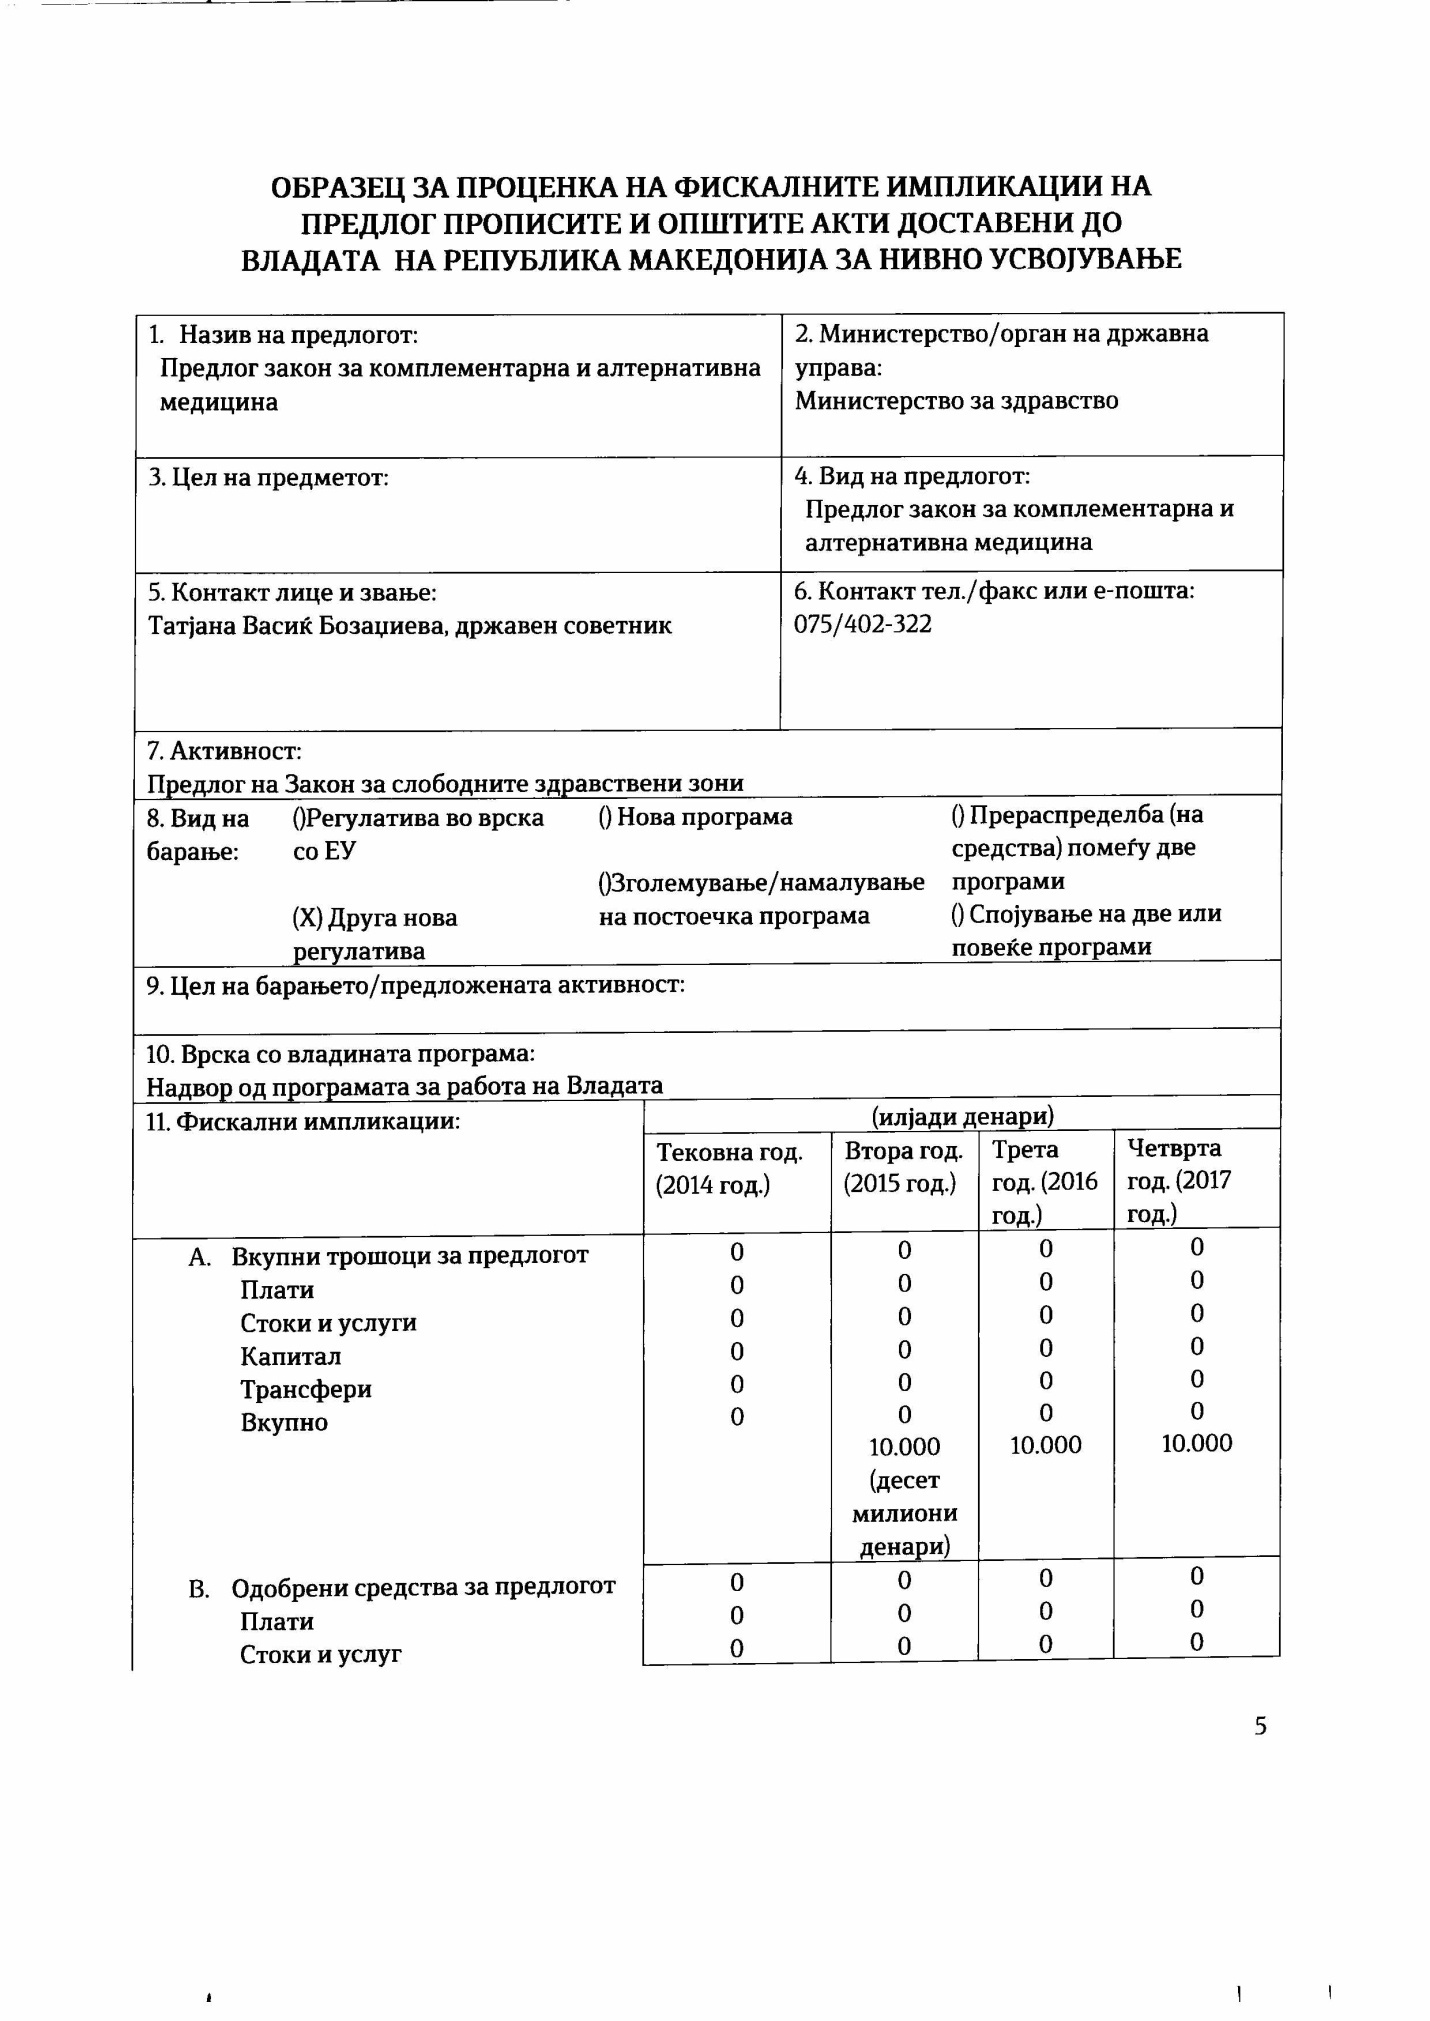 ОБРАЗЕЦ ЗА ПРОЦЕНКА НА ФИСКАЛНИТЕ ИМПЛИКАЦИИ НА
ПРЕДЛОГ ПРОПИСИТЕ И ОПШТИТЕ АКТИ ДОСТАВЕНИ ДО
ВЛАДАТА НА РЕПУБЛИКА МАКЕДОНИЈА ЗА НИВНО УСВОЈУВАЊЕ
1. Назив на предлогот:
Предлог закон за комплементарна и алтернативна
медицина
2. Министерство/орган на државна
управа:
Министерство за здравство
3. Цел на предметот:
4. Вид на предлогот:
Предлог закон за комплементарна и
алтернативна медицина
5. Контакт лице и звање:
Татјана Васиќ Бозаџиева, државен советник
6. Контакт тел./факс или е-пошта:
075/402-322
7. Активност:
Предлог на Закон за слободните здравствени зони
8. Вид на
барање:
()Регулатива во врска
со ЕУ
(Х) Друга нова
регулатива
() Нова програма
()Зголемување/намалување
на постоечка програма
() Прераспределба (на
средства) помеѓу две
програми
() Спојување на две или
повеќе програми
9. Цел на барањето/предложената активност:
10. Врска со владината програма:
Надвор од програмата за работа на Владата
11. Фискални импликации:
(илјади денари)
Тековна год.
(2014 год.)
Втора год.
(2015 год.)
Трета
год. (2016
год.)
Четврта
год. (2017
год.)
А. Вкупни трошоци за предлогот 0 0 0 0
Плати 0 0 0 0
Стоки и услуги 0 0 0 0
Капитал 0 0 0 0
Трансфери 0 0 0 0
Вкупно 0 0 0 0
10.000 10.000 10.000
(десет
милиони
денари)
В. Одобрени средства за предлогот 0 0 0 0
Плати 0 0 0 0
Стоки и услуг 0 0 0 0
5